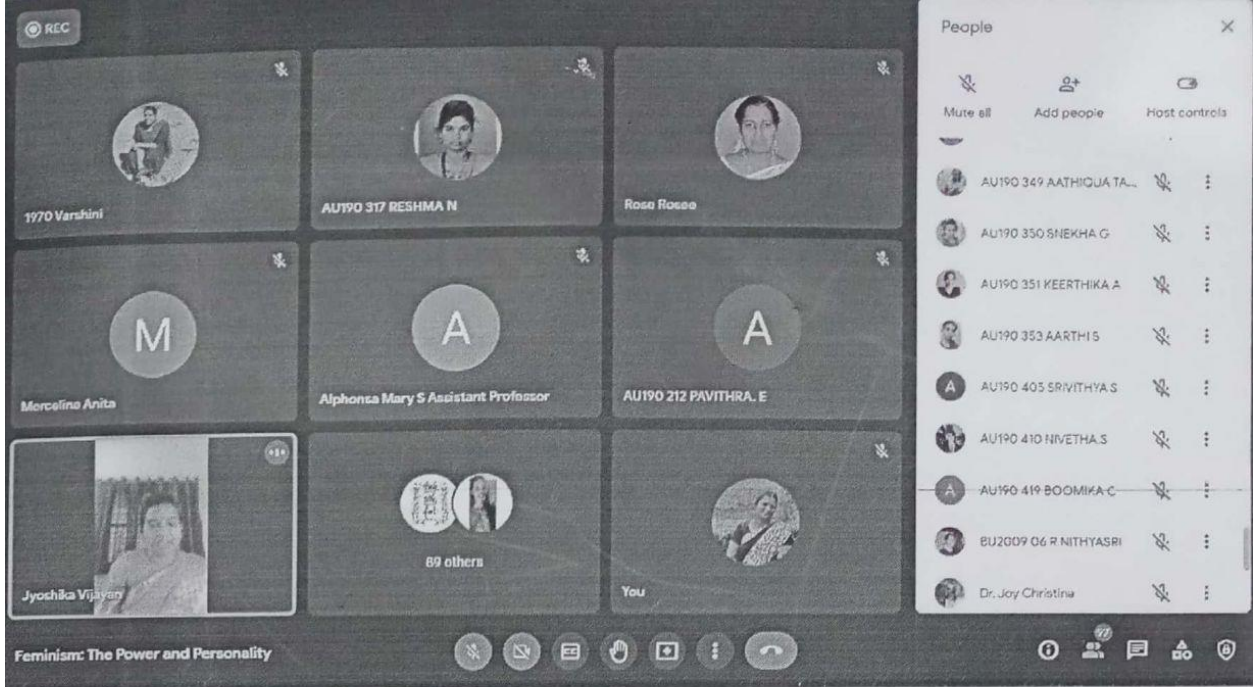 REC
1970 Varshini
AU190 317 RESHMA N
Rose Rosee
M
Mercelina Anita
A
Alphonsa Mary S Assistant Professor
A
AU190 212 PAVITHRA. E
Jyoshika Vijayan
89 others
You
Feminism: The Power and Personality
97
People
Mute all
Add people
Host controls
AU190 349 AATHIQUA TA...
AU190 350 SNEKHA G
AU190 351 KEERTHIKA A
AU190 353 AARTHI S
A
AU190 403 SRIVITHYA S
AU190 410 NIVETHA.S
A
AU190 419 BOOMIKA C
BU2009 06 R NITHYASRI
Dr. Joy Christina